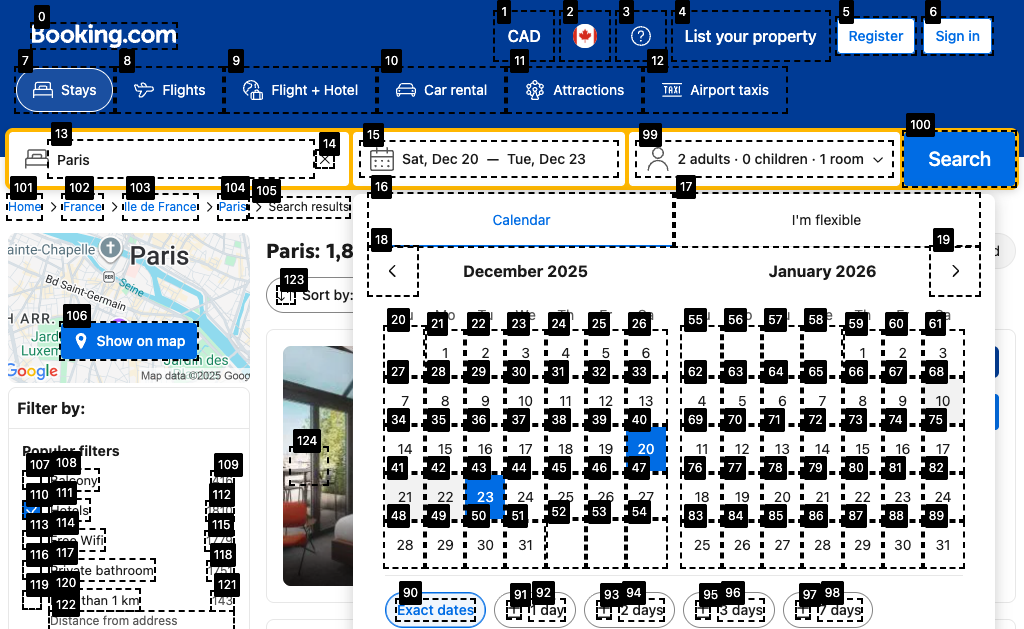 0
Booking.com
1 2 3 4 5 6
CAD
List your property
Register
Sign in
7 8 9 10 11 12
Stays
Flights
Flight + Hotel
Car rental
Attractions
TAXI Airport taxis
13 14 15 99 100
Paris
Sat, Dec 20 — Tue, Dec 23
2 adults · 0 children · 1 room
Search
101 102 103 104 105
Home > France > Ile de France > Paris > Search results
16 17
Calendar
I'm flexible
18 19
December 2025
January 2026
Paris
Bd Saint-Germain
RER
Seine
106
Show on map
Google
Map data ©2025
Paris: 1,8
123
Sort by:
124
20 21 22 23 24 25 26
1 2 3 4 5 6
27 28 29 30 31 32 33
7 8 9 10 11 12 13
34 35 36 37 38 39 40
14 15 16 17 18 19 20
41 42 43 44 45 46 47
21 22 23 24 25 26 27
48 49 50 51 52 53 54
28 29 30 31
55 56 57 58 59 60 61
1 2 3
62 63 64 65 66 67 68
4 5 6 7 8 9 10
69 70 71 72 73 74 75
11 12 13 14 15 16 17
76 77 78 79 80 81 82
18 19 20 21 22 23 24
83 84 85 86 87 88 89
25 26 27 28 29 30 31
90 91 92 93 94 95 96 97 98
Exact dates
1 day
2 days
3 days
7 days
Filter by:
Popular filters
107 108 109
Balcony
110 111 112
Hotels
113 114 115
Free Wifi
116 117 118
Private bathroom
1751
119 120 121
than 1 km
143
122
Distance from address